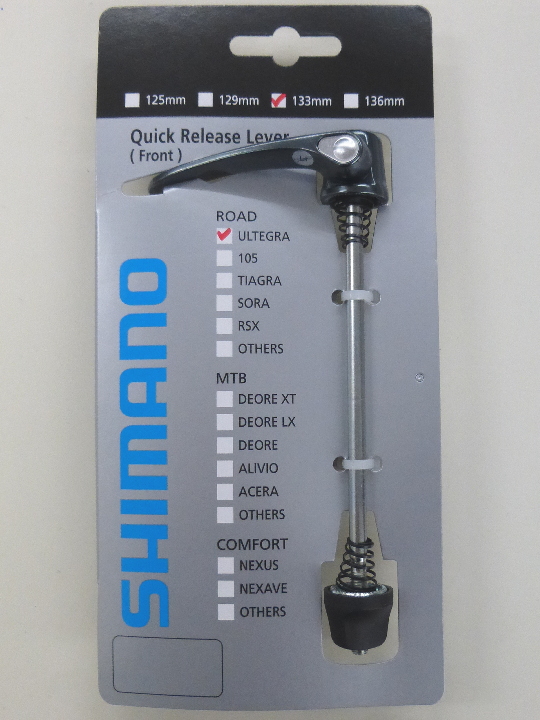 125mm 129mm 133mm 136mm
Quick Release Lever
( Front )
ROAD
ULTEGRA
105
TIAGRA
SORA
RSX
OTHERS
MTB
DEORE XT
DEORE LX
DEORE
ALIVIO
ACERA
OTHERS
COMFORT
NEXUS
NEXAVE
OTHERS
SHIMANO